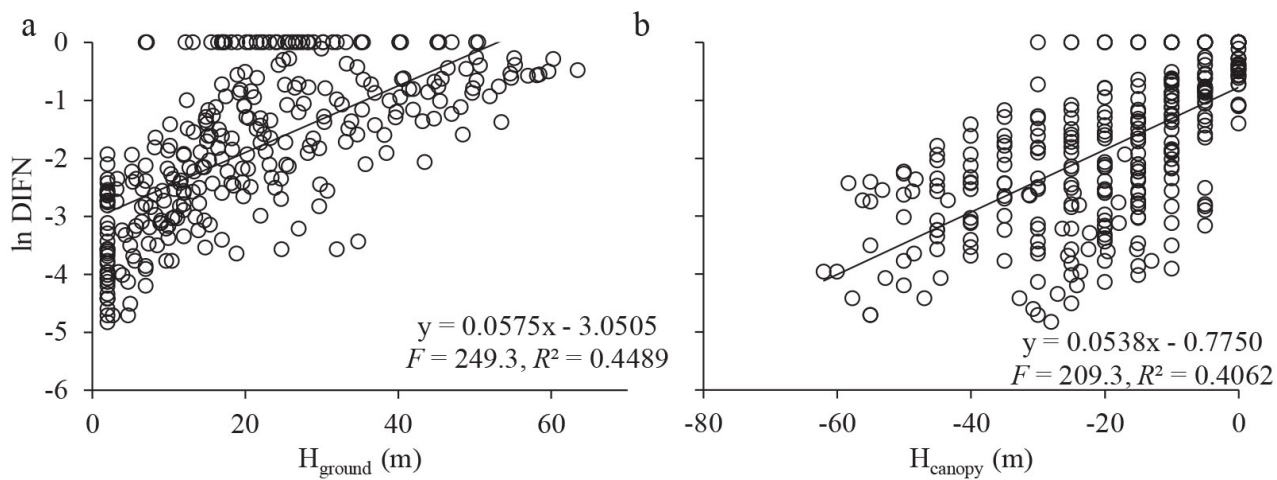 a
b
0
-1
-2
-3
-4
-5
-6
ln DIFN
y = 0.0575x - 3.0505
F = 249.3, R² = 0.4489
0 20 40 60
H_ground (m)
y = 0.0538x - 0.7750
F = 209.3, R² = 0.4062
-80 -60 -40 -20 0
H_canopy (m)